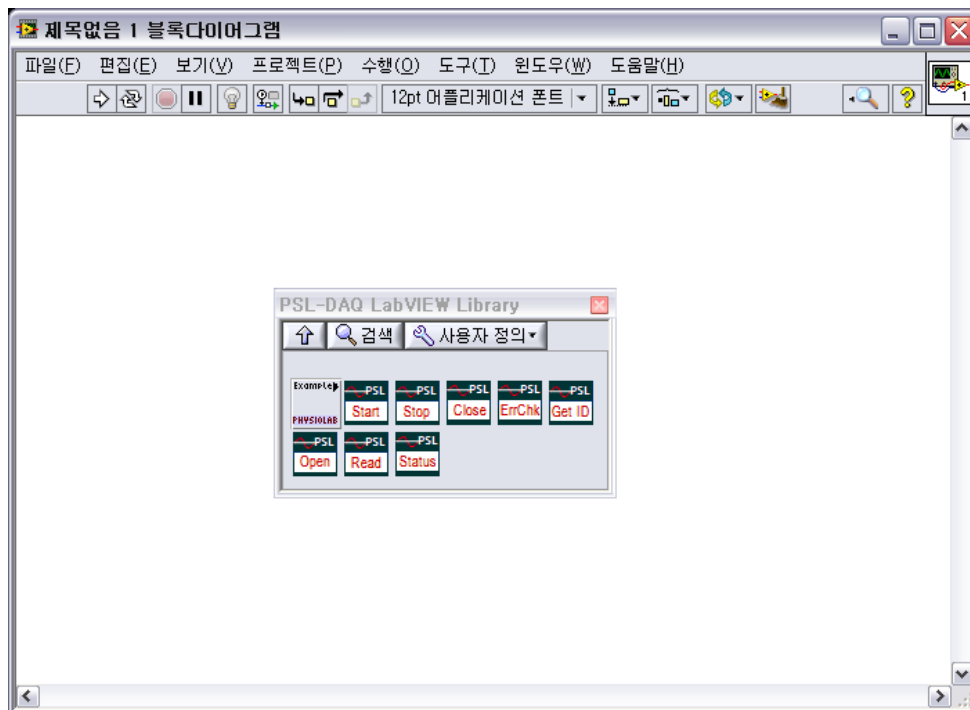 제목없음 1 블록다이어그램
파일(F) 편집(E) 보기(V) 프로젝트(P) 수행(O) 도구(T) 윈도우(W) 도움말(H)
12pt 어플리케이션 폰트
1
PSL-DAQ LabVIEW Library
검색 사용자 정의
Example
PHYSIOLAB
PSL PSL PSL PSL PSL
Start Stop Close ErrChk Get ID
PSL PSL PSL
Open Read Status